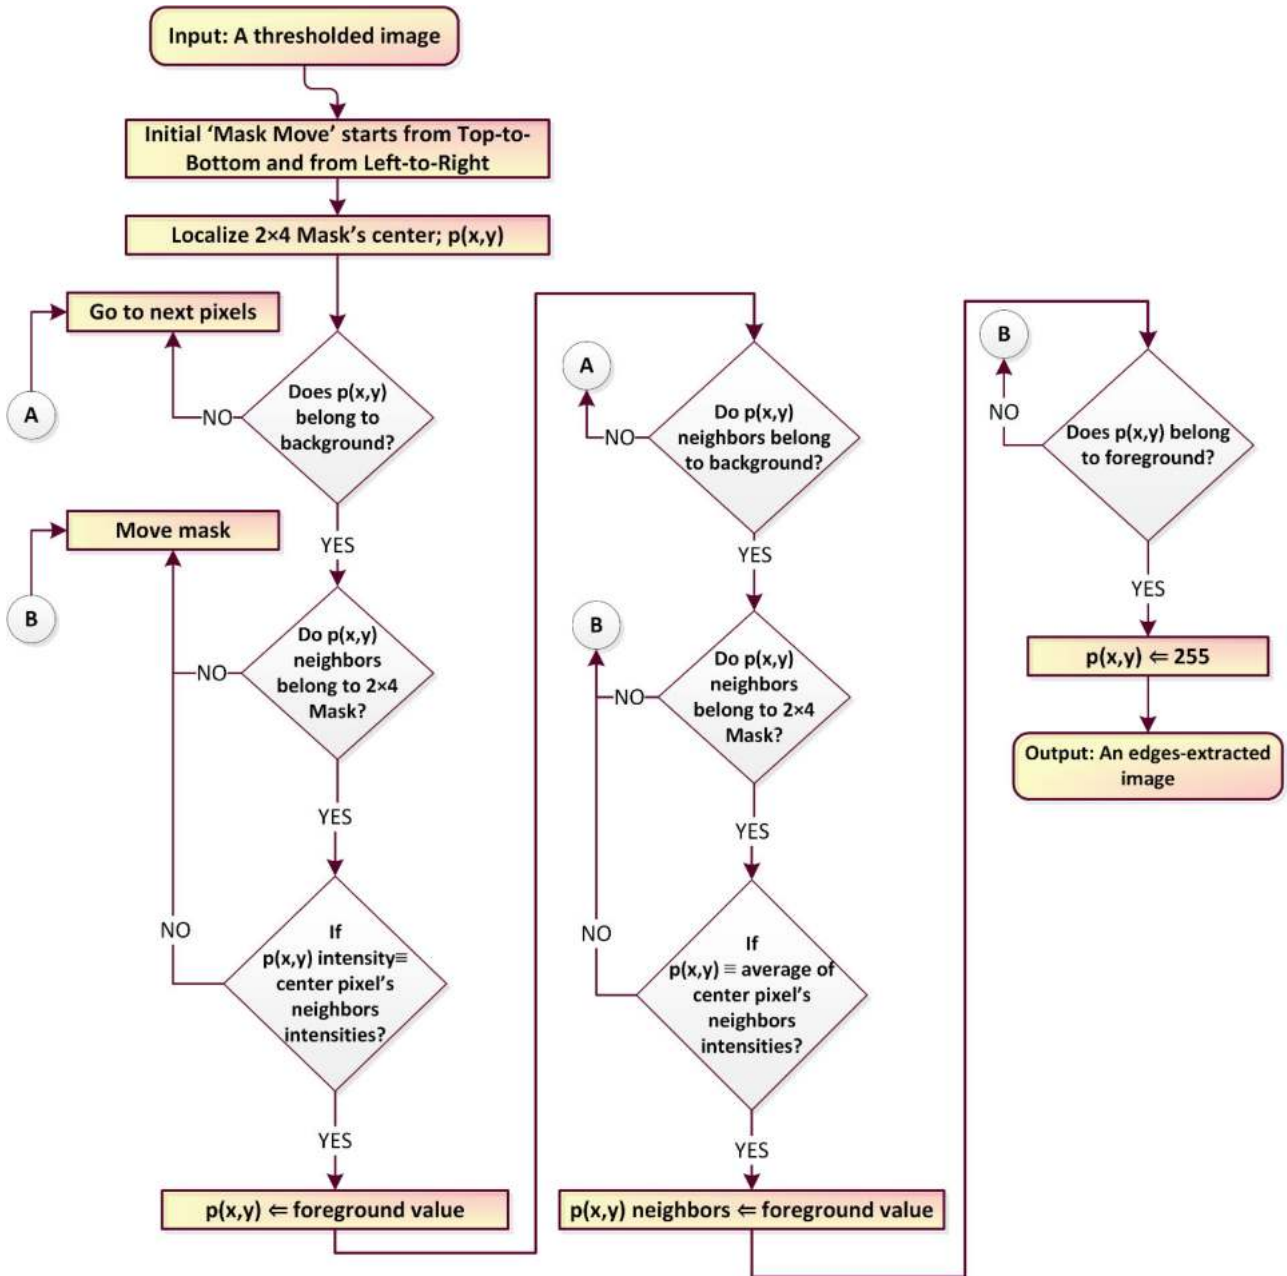 Input: A thresholded image
Initial ‘Mask Move’ starts from Top-to-
Bottom and from Left-to-Right
Localize 2×4 Mask’s center; p(x,y)
Go to next pixels
A
Does p(x,y)
belong to
background?
NO
YES
Move mask
B
Do p(x,y)
neighbors
belong to 2×4
Mask?
NO
YES
If
p(x,y) intensity≡
center pixel’s
neighbors
intensities?
NO
YES
p(x,y) ⇐ foreground value
A
Do p(x,y)
neighbors belong
to background?
NO
YES
B
Do p(x,y)
neighbors
belong to 2×4
Mask?
NO
YES
If
p(x,y) ≡ average of
center pixel’s
neighbors
intensities?
NO
YES
p(x,y) neighbors ⇐ foreground value
B
Does p(x,y) belong
to foreground?
NO
YES
p(x,y) ⇐ 255
Output: An edges-extracted
image